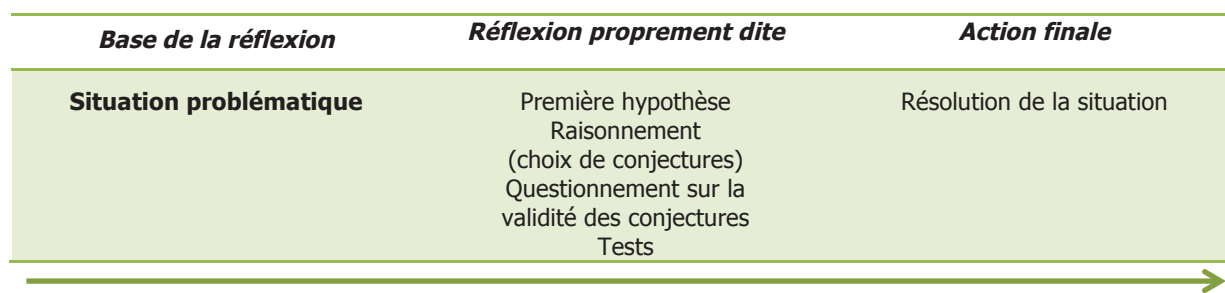 Base de la réflexion
Réflexion proprement dite
Action finale
Situation problématique
Première hypothèse
Raisonnement
(choix de conjectures)
Questionnement sur la
validité des conjectures
Tests
Résolution de la situation